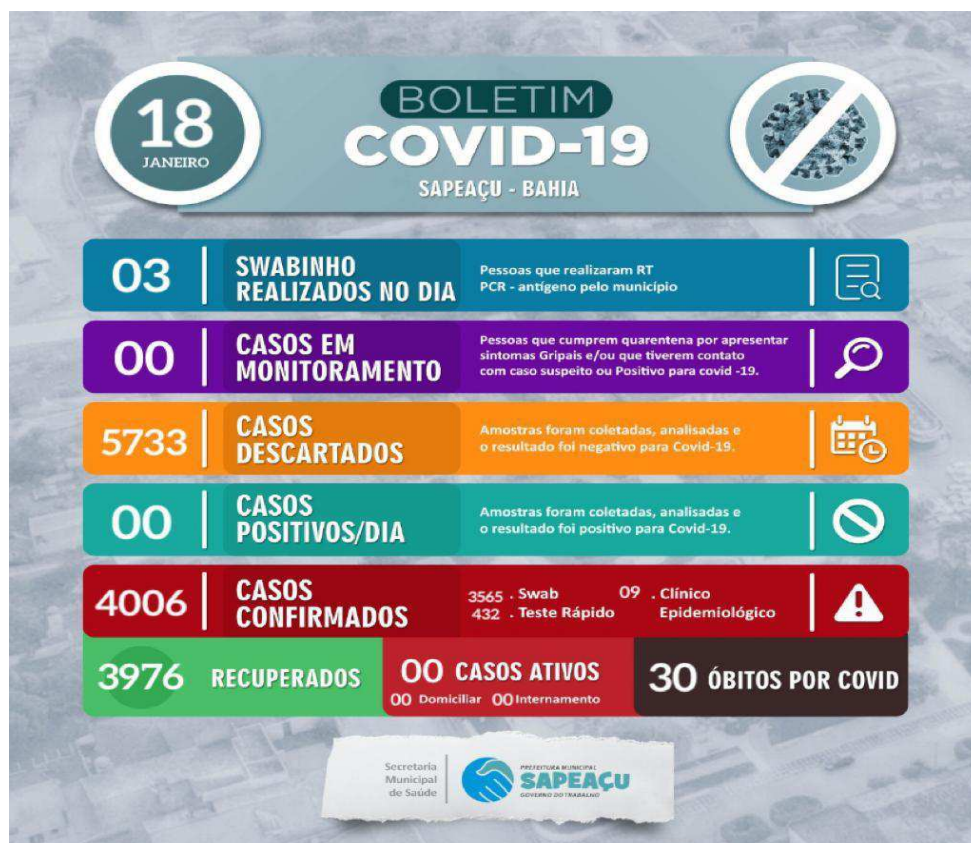 18
JANEIRO
BOLETIM
COVID-19
SAPEAÇU - BAHIA
03
SWABINHO
REALIZADOS NO DIA
Pessoas que realizaram RT
PCR - antígeno pelo município
00
CASOS EM
MONITORAMENTO
Pessoas que cumprem quarentena por apresentar
sintomas Gripais e/ou que tiverem contato
com caso suspeito ou Positivo para covid -19.
5733
CASOS
DESCARTADOS
Amostras foram coletadas, analisadas e
o resultado foi negativo para Covid-19.
00
CASOS
POSITIVOS/DIA
Amostras foram coletadas, analisadas e
o resultado foi positivo para Covid-19.
4006
CASOS
CONFIRMADOS
3565 . Swab
432 . Teste Rápido
09 . Clínico
Epidemiológico
3976 RECUPERADOS
00 CASOS ATIVOS
00 Domiciliar 00 Internamento
30 ÓBITOS POR COVID
Secretaria
Municipal
de Saúde
PREFEITURA MUNICIPAL
SAPEAÇU
GOVERNO DO TRABALHO